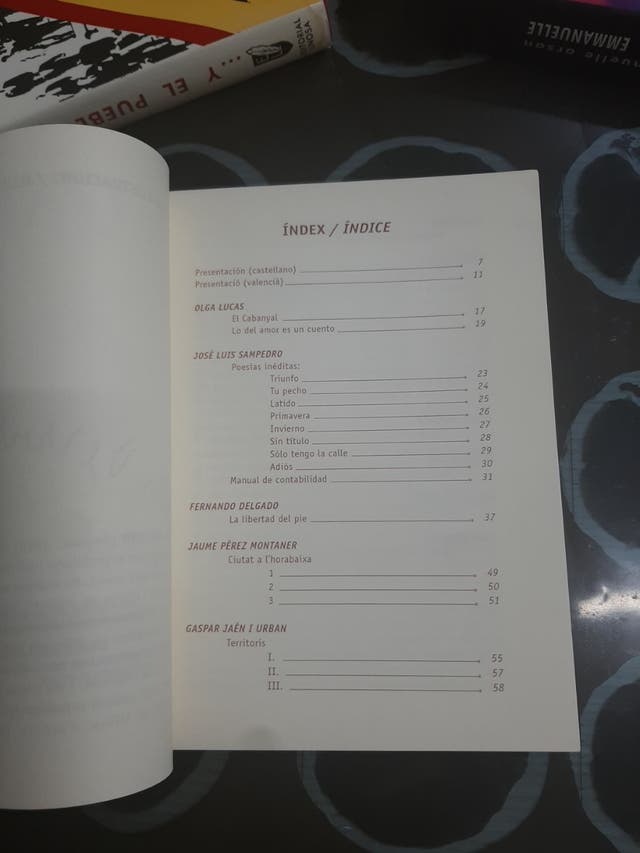 ...Y EL PUEBL
EMMANUELLE
ÍNDEX / ÍNDICE
Presentación (castellano) 7
Presentació (valencià) 11
OLGA LUCAS
El Cabanyal 17
Lo del amor es un cuento 19
JOSÉ LUIS SAMPEDRO
Poesías inéditas:
Triunfo 23
Tu pecho 24
Latido 25
Primavera 26
Invierno 27
Sin título 28
Sólo tengo la calle 29
Adiós 30
Manual de contabilidad 31
FERNANDO DELGADO
La libertad del pie 37
JAUME PÉREZ MONTANER
Ciutat a l'horabaixa
1 49
2 50
3 51
GASPAR JAÉN I URBAN
Territoris
I. 55
II. 57
III. 58